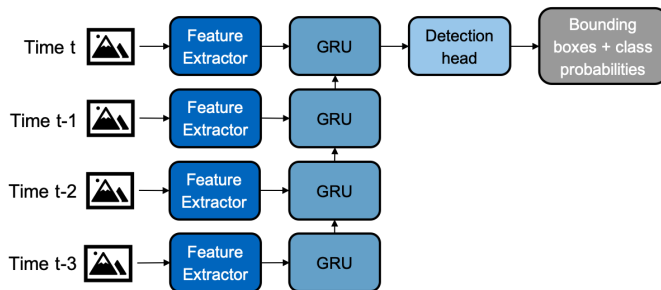 Time t
Feature
Extractor
GRU
Detection
head
Bounding
boxes + class
probabilities
Time t-1
Feature
Extractor
GRU
Time t-2
Feature
Extractor
GRU
Time t-3
Feature
Extractor
GRU